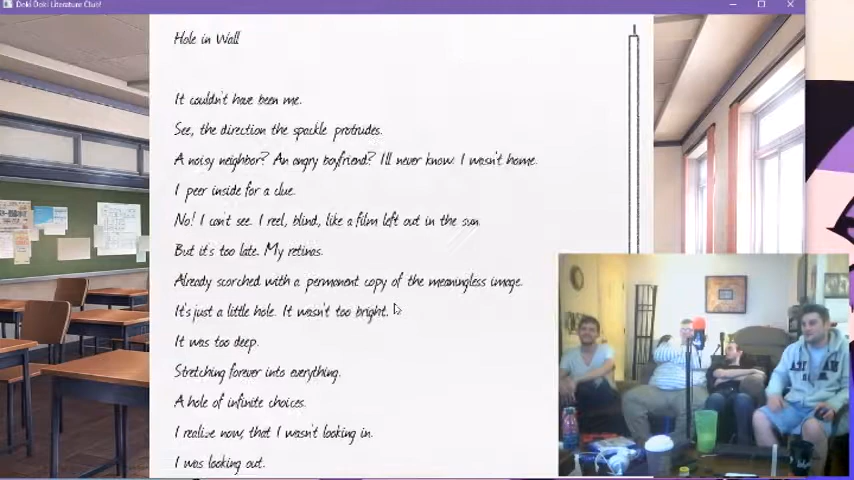 Doki Doki Literature Club!
Hole in Wall
It couldn't have been me.
See, the direction the spackle protrudes.
A noisy neighbor? An angry boyfriend? I'll never know. I wasn't home.
I peer inside for a clue.
No! I can't see. I reel, blind, like a film left out in the sun.
But it's too late. My retinas.
Already scorched with a permanent copy of the meaningless image.
It's just a little hole. It wasn't too bright.
It was too deep.
Stretching forever into everything.
A hole of infinite choices.
I realize now, that I wasn't looking in.
I was looking out.